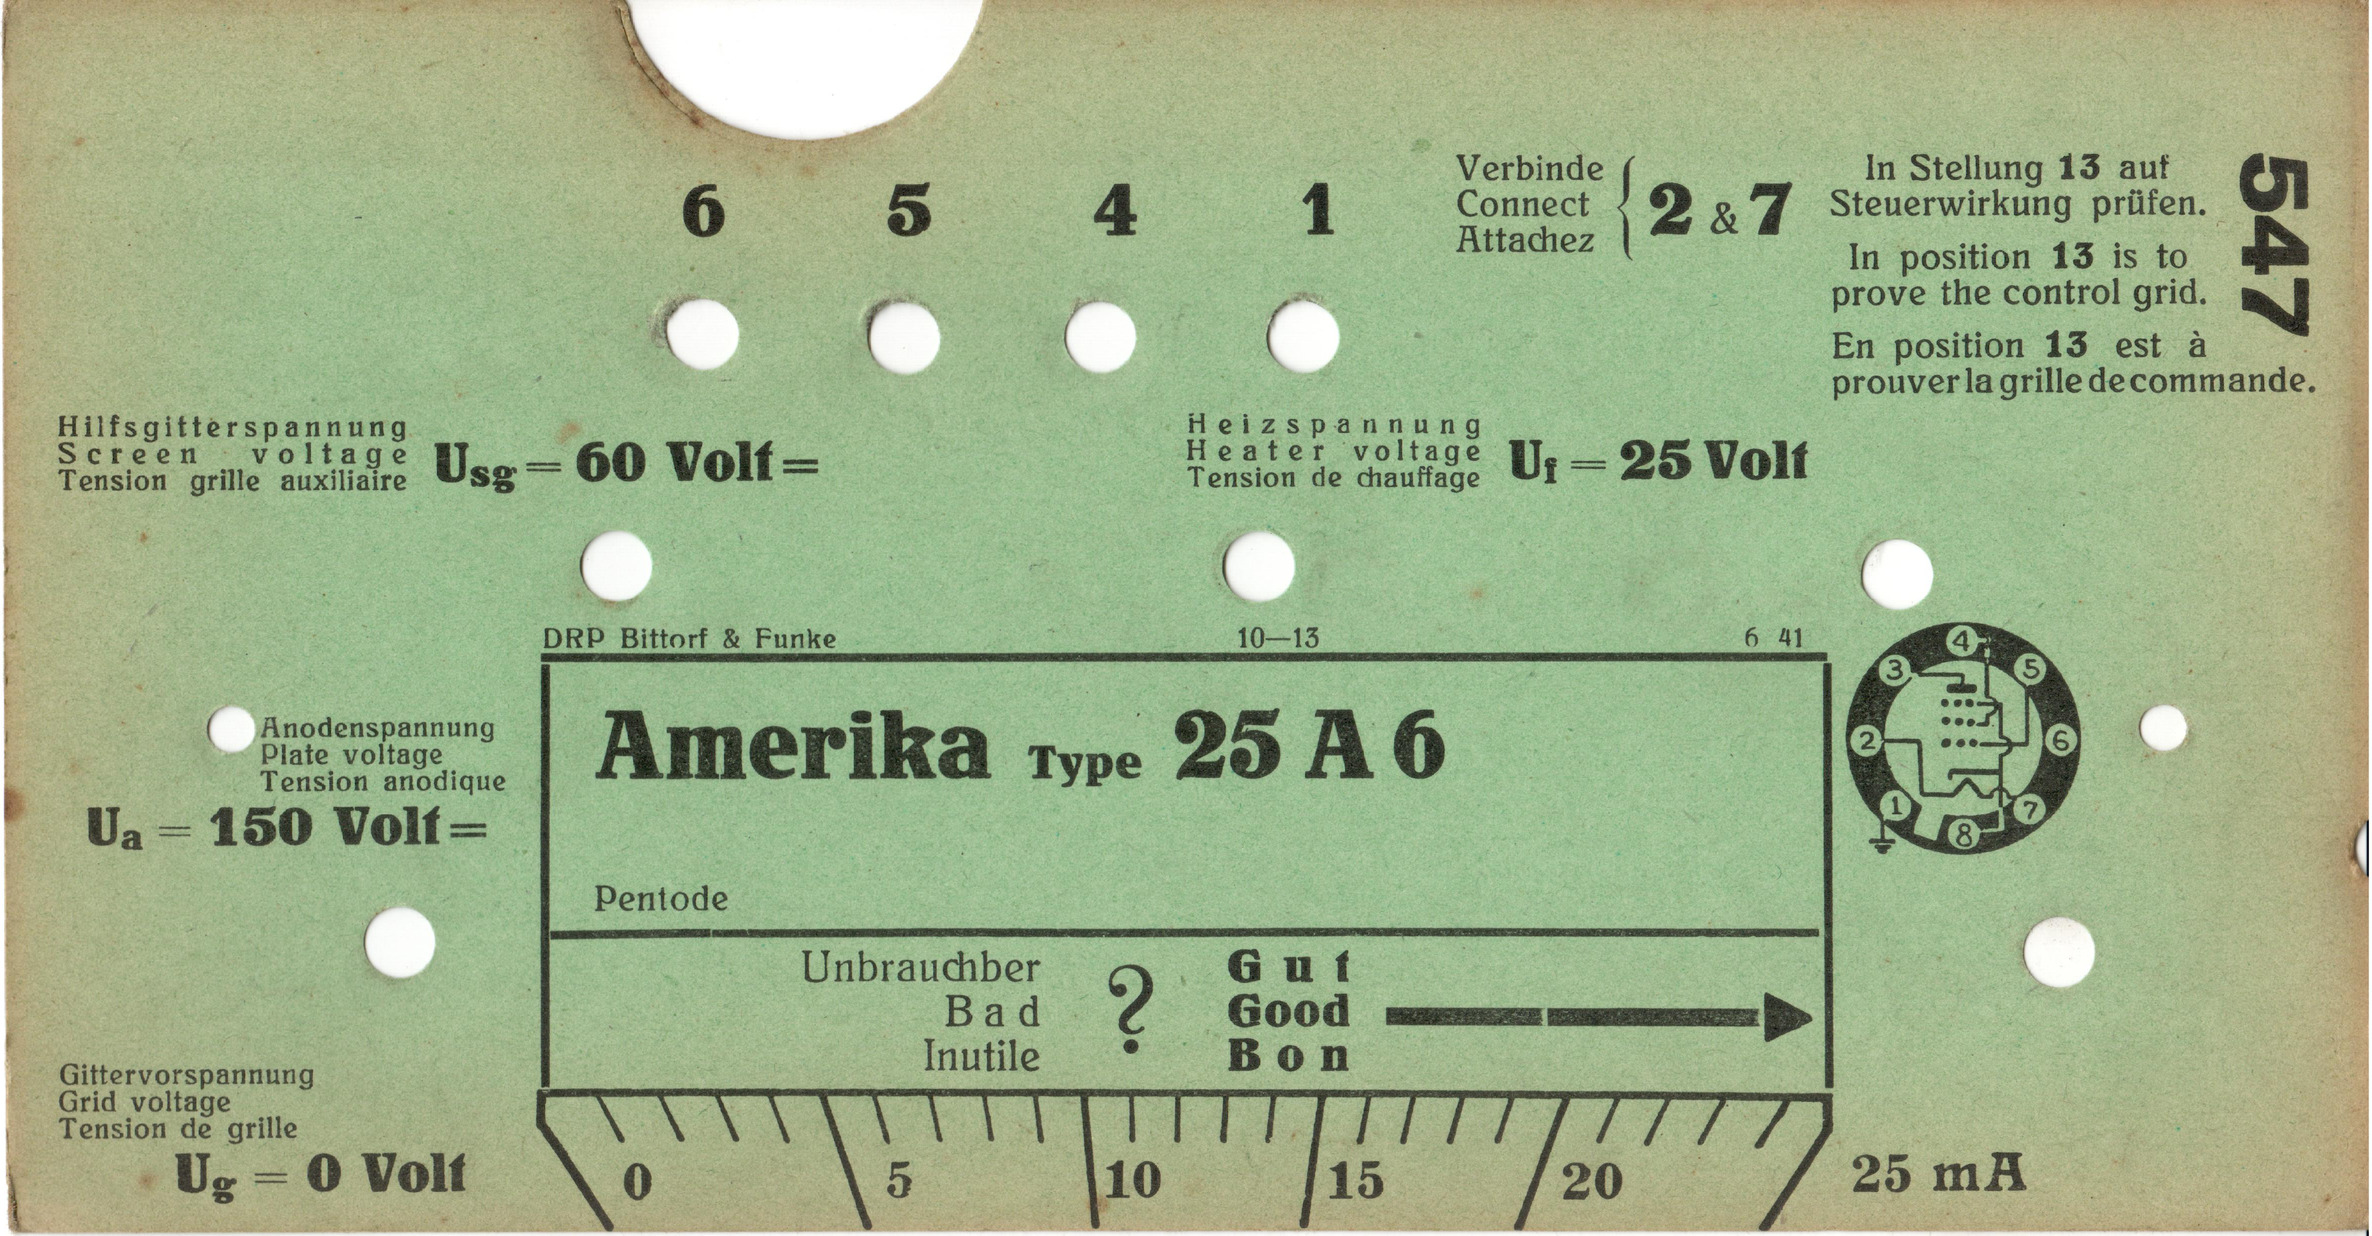 6 5 4 1
Verbinde
Connect
Attachez
2 & 7
In Stellung 13 auf
Steuerwirkung prüfen.
In position 13 is to
prove the control grid.
En position 13 est à
prouver la grille de commande.
547
Hilfsgitterspannung
Screen voltage
Tension grille auxiliaire
Usg = 60 Volt=
Heizspannung
Heater voltage
Tension de chauffage
Uf = 25 Volt
DRP Bittorf & Funke 10—13 6 41
Amerika Type 25 A 6
Pentode
4
3 5
2 6
1 7
8
Anodenspannung
Plate voltage
Tension anodique
Ua = 150 Volt=
Unbrauchber
Bad
Inutile
?
Gut
Good
Bon
Gittervorspannung
Grid voltage
Tension de grille
Ug = 0 Volt
0 5 10 15 20 25 mA